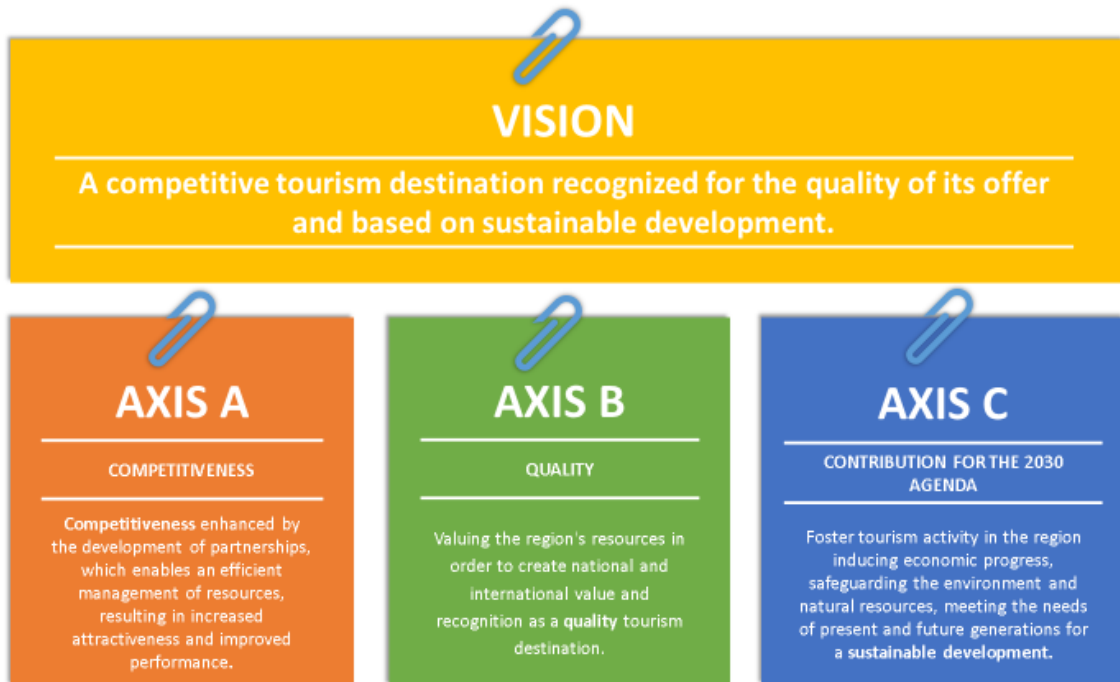 VISION
A competitive tourism destination recognized for the quality of its offer
and based on sustainable development.
AXIS A
COMPETITIVENESS
Competitiveness enhanced by
the development of partnerships,
which enables an efficient
management of resources,
resulting in increased
attractiveness and improved
performance.
AXIS B
QUALITY
Valuing the region's resources in
order to create national and
international value and
recognition as a quality tourism
destination.
AXIS C
CONTRIBUTION FOR THE 2030
AGENDA
Foster tourism activity in the region
inducing economic progress,
safeguarding the environment and
natural resources, meeting the needs
of present and future generations for
a sustainable development.